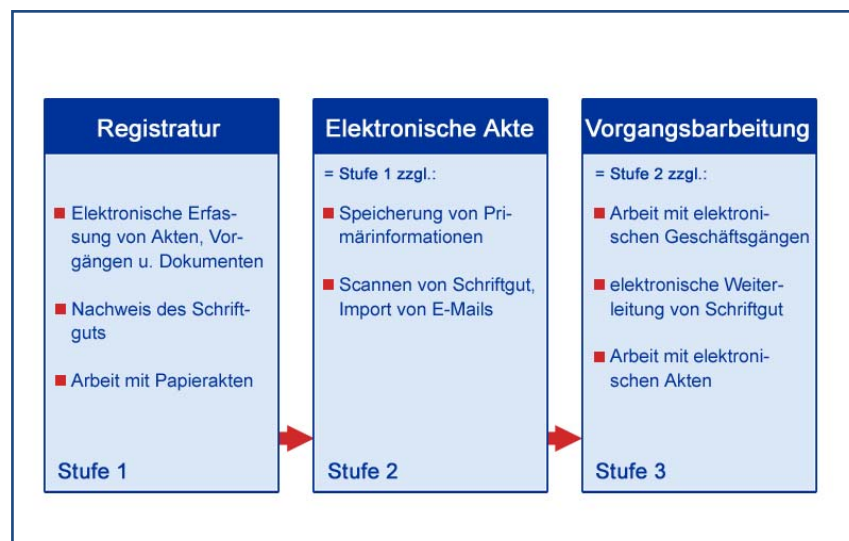 Registratur
Elektronische Erfas-
sung von Akten, Vor-
gängen u. Dokumenten
Nachweis des Schrift-
guts
Arbeit mit Papierakten
Stufe 1
Elektronische Akte
= Stufe 1 zzgl.:
Speicherung von Pri-
märinformationen
Scannen von Schriftgut,
Import von E-Mails
Stufe 2
Vorgangsbarbeitung
= Stufe 2 zzgl.:
Arbeit mit elektroni-
schen Geschäftsgängen
elektronische Weiter-
leitung von Schriftgut
Arbeit mit elektroni-
schen Akten
Stufe 3